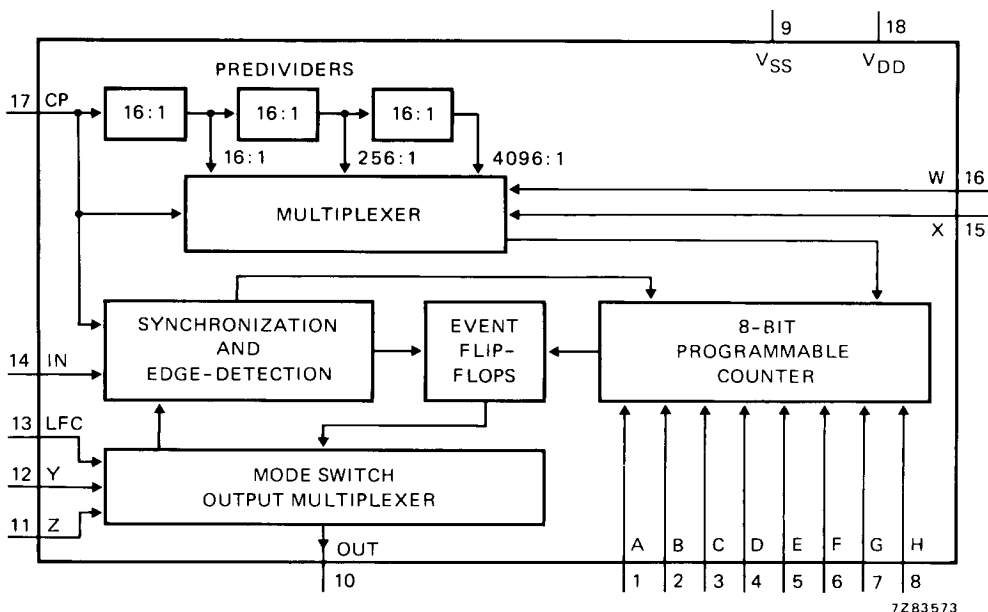 9 18
VSS VDD
PREDIVIDERS
17 CP 16:1 16:1 16:1
16:1 256:1 4096:1
W 16
MULTIPLEXER
X 15
SYNCHRONIZATION
AND
EDGE-DETECTION
EVENT
FLIP-
FLOPS
8-BIT
PROGRAMMABLE
COUNTER
14 IN
13 LFC
12 Y
11 Z
MODE SWITCH
OUTPUT MULTIPLEXER
OUT
10
A B C D E F G H
1 2 3 4 5 6 7 8
7Z83573